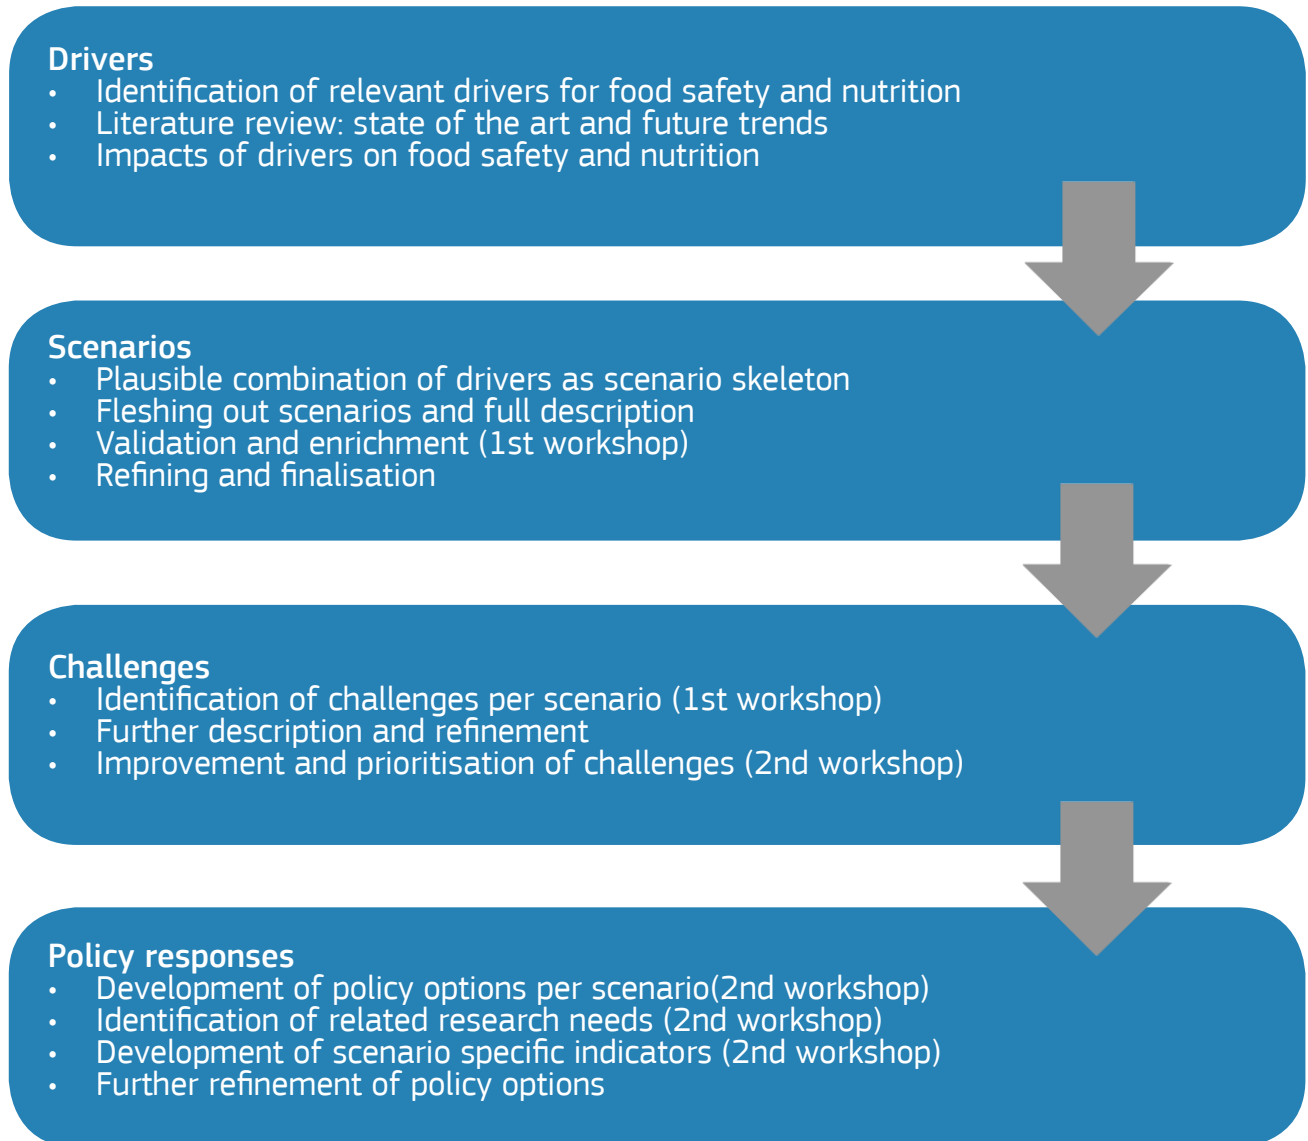 Drivers
• Identification of relevant drivers for food safety and nutrition
• Literature review: state of the art and future trends
• Impacts of drivers on food safety and nutrition
Scenarios
• Plausible combination of drivers as scenario skeleton
• Fleshing out scenarios and full description
• Validation and enrichment (1st workshop)
• Refining and finalisation
Challenges
• Identification of challenges per scenario (1st workshop)
• Further description and refinement
• Improvement and prioritisation of challenges (2nd workshop)
Policy responses
• Development of policy options per scenario(2nd workshop)
• Identification of related research needs (2nd workshop)
• Development of scenario specific indicators (2nd workshop)
• Further refinement of policy options